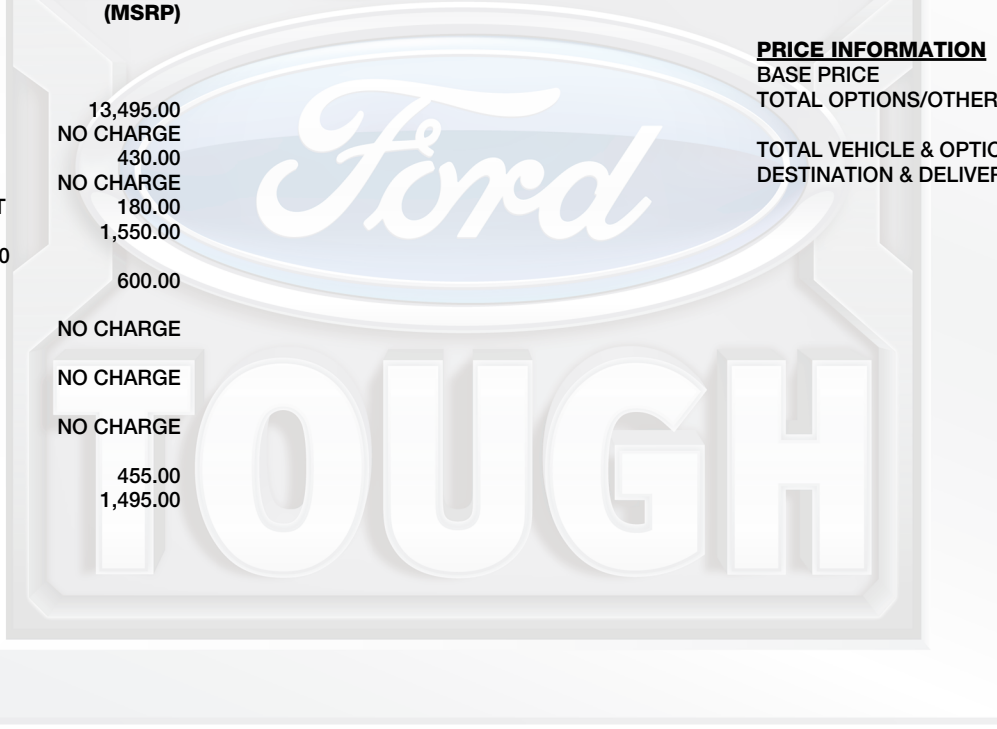 (MSRP)
13,495.00
NO CHARGE
430.00
NO CHARGE
T 180.00
1,550.00
0
600.00
NO CHARGE
NO CHARGE
NO CHARGE
455.00
1,495.00
PRICE INFORMATION
BASE PRICE
TOTAL OPTIONS/OTHER
TOTAL VEHICLE & OPTIO
DESTINATION & DELIVER
Ford
TOUGH